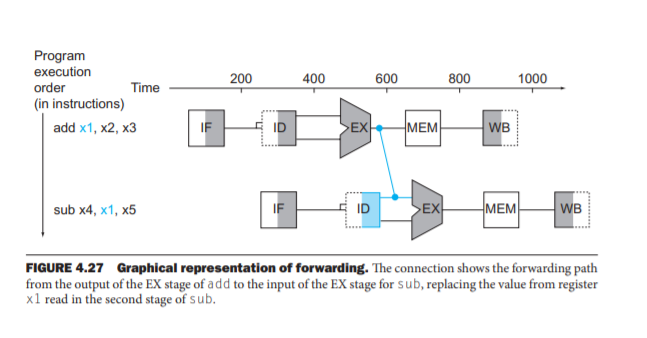 Program
execution
order
(in instructions)
Time
200 400 600 800 1000
add x1, x2, x3
IF ID EX MEM WB
sub x4, x1, x5
IF ID EX MEM WB
FIGURE 4.27 Graphical representation of forwarding. The connection shows the forwarding path
from the output of the EX stage of add to the input of the EX stage for sub, replacing the value from register
x1 read in the second stage of sub.